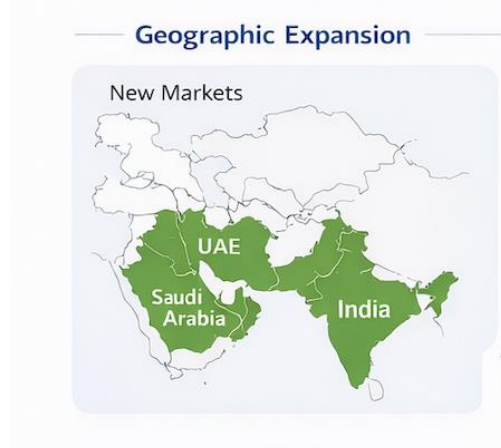 Geographic Expansion
New Markets
UAE
Saudi
Arabia
India